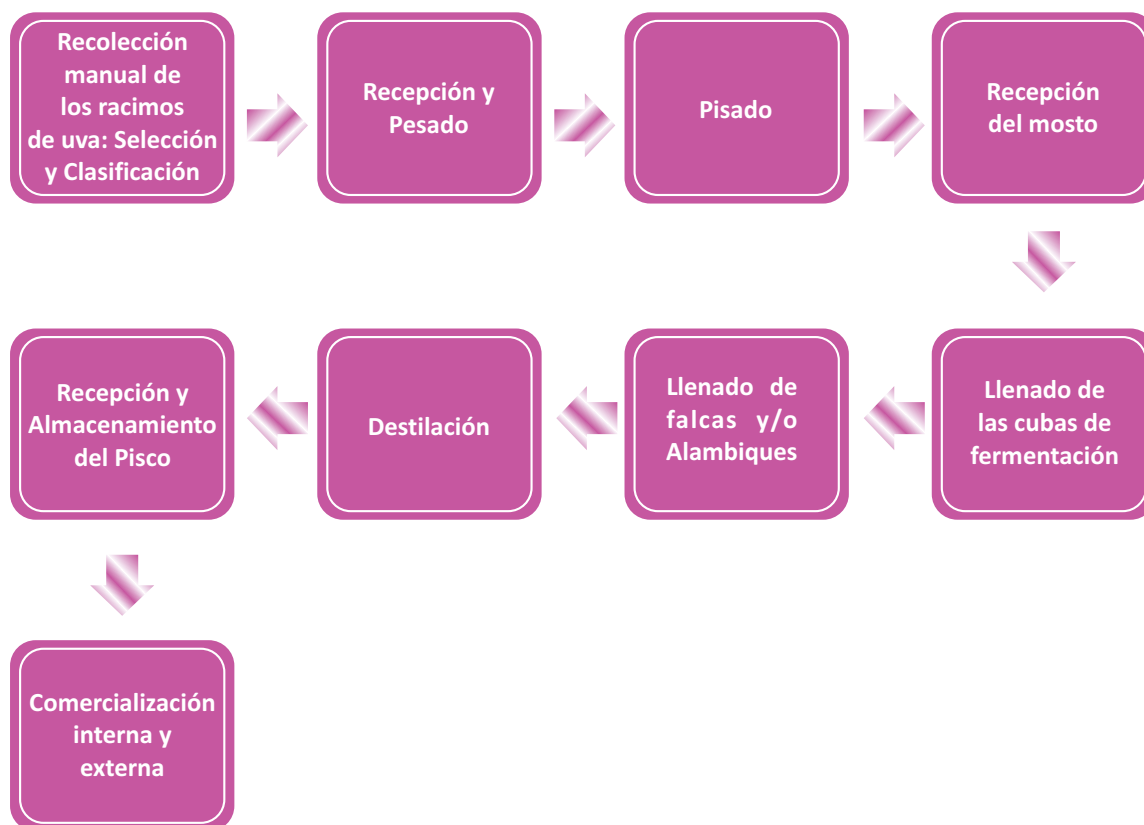 Recolección
manual de
los racimos
de uva: Selección
y Clasificación
Recepción y
Pesado
Pisado
Recepción
del mosto
Llenado de
las cubas de
fermentación
Llenado de
falcas y/o
Alambiques
Destilación
Recepción y
Almacenamiento
del Pisco
Comercialización
interna y
externa